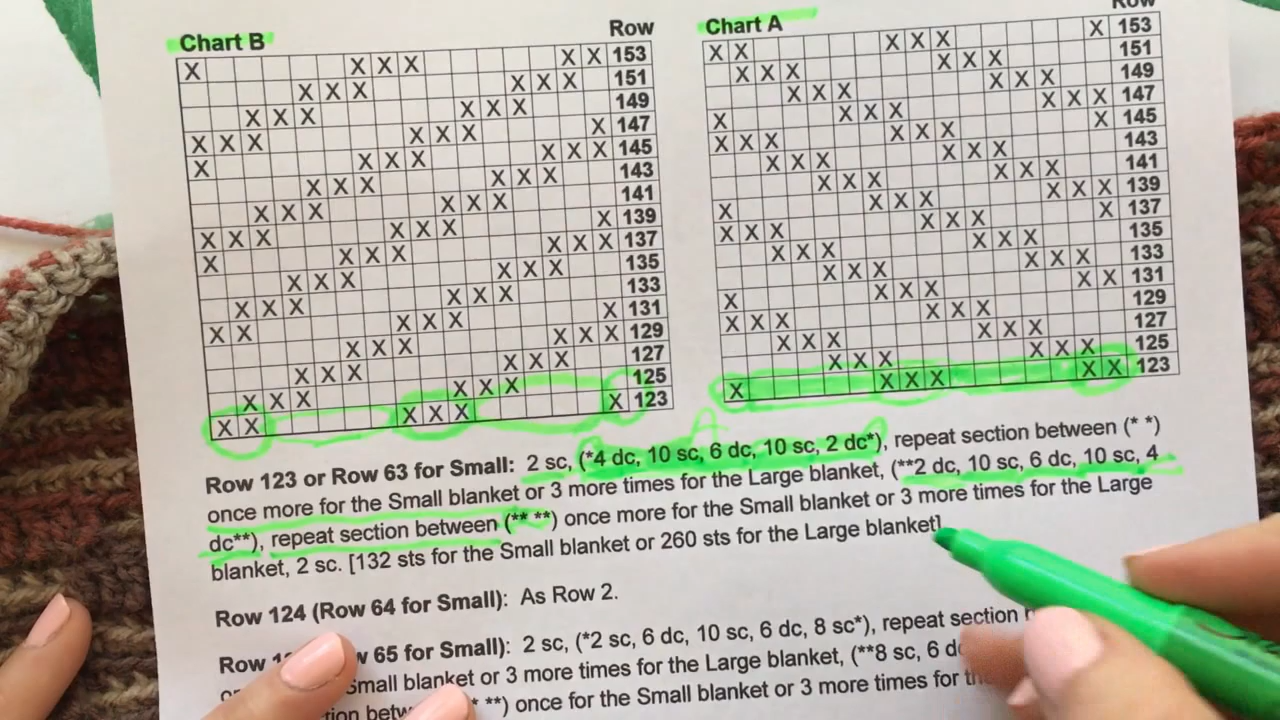 Chart B Row
X X X X X X 153
X X X X X X 151
X X X X X X 149
X X X X X X X 147
X X X X X X X 145
X X X X X X 143
X X X X X X 141
X X X X X X X 139
X X X X X X X 137
X X X X X X 135
X X X X X X 133
X X X X X X 131
X X X X X X 129
X X X X X X 127
X X X X X X 125
X X X X X X 123
Chart A Row
X X X X X X 153
X X X X X X 151
X X X X X X 149
X X X X X X X 147
X X X X X X X 145
X X X X X X 143
X X X X X X 141
X X X X X X X 139
X X X X X X X 137
X X X X X X 135
X X X X X X 133
X X X X X X 131
X X X X X X 129
X X X X X X 127
X X X X X X 125
X X X X X X 123
A
Row 123 or Row 63 for Small: 2 sc, (*4 dc, 10 sc, 6 dc, 10 sc, 2 dc*), repeat section between (* *)
once more for the Small blanket or 3 more times for the Large blanket, (**2 dc, 10 sc, 6 dc, 10 sc, 4
dc**), repeat section between (** **) once more for the Small blanket or 3 more times for the Large
blanket, 2 sc. [132 sts for the Small blanket or 260 sts for the Large blanket]
Row 124 (Row 64 for Small): As Row 2.
Row 65 for Small): 2 sc, (*2 sc, 6 dc, 10 sc, 6 dc, 8 sc*), repeat section
Small blanket or 3 more times for the Large blanket, (**8 sc, 6
**) once for the Small blanket or 3 more times for